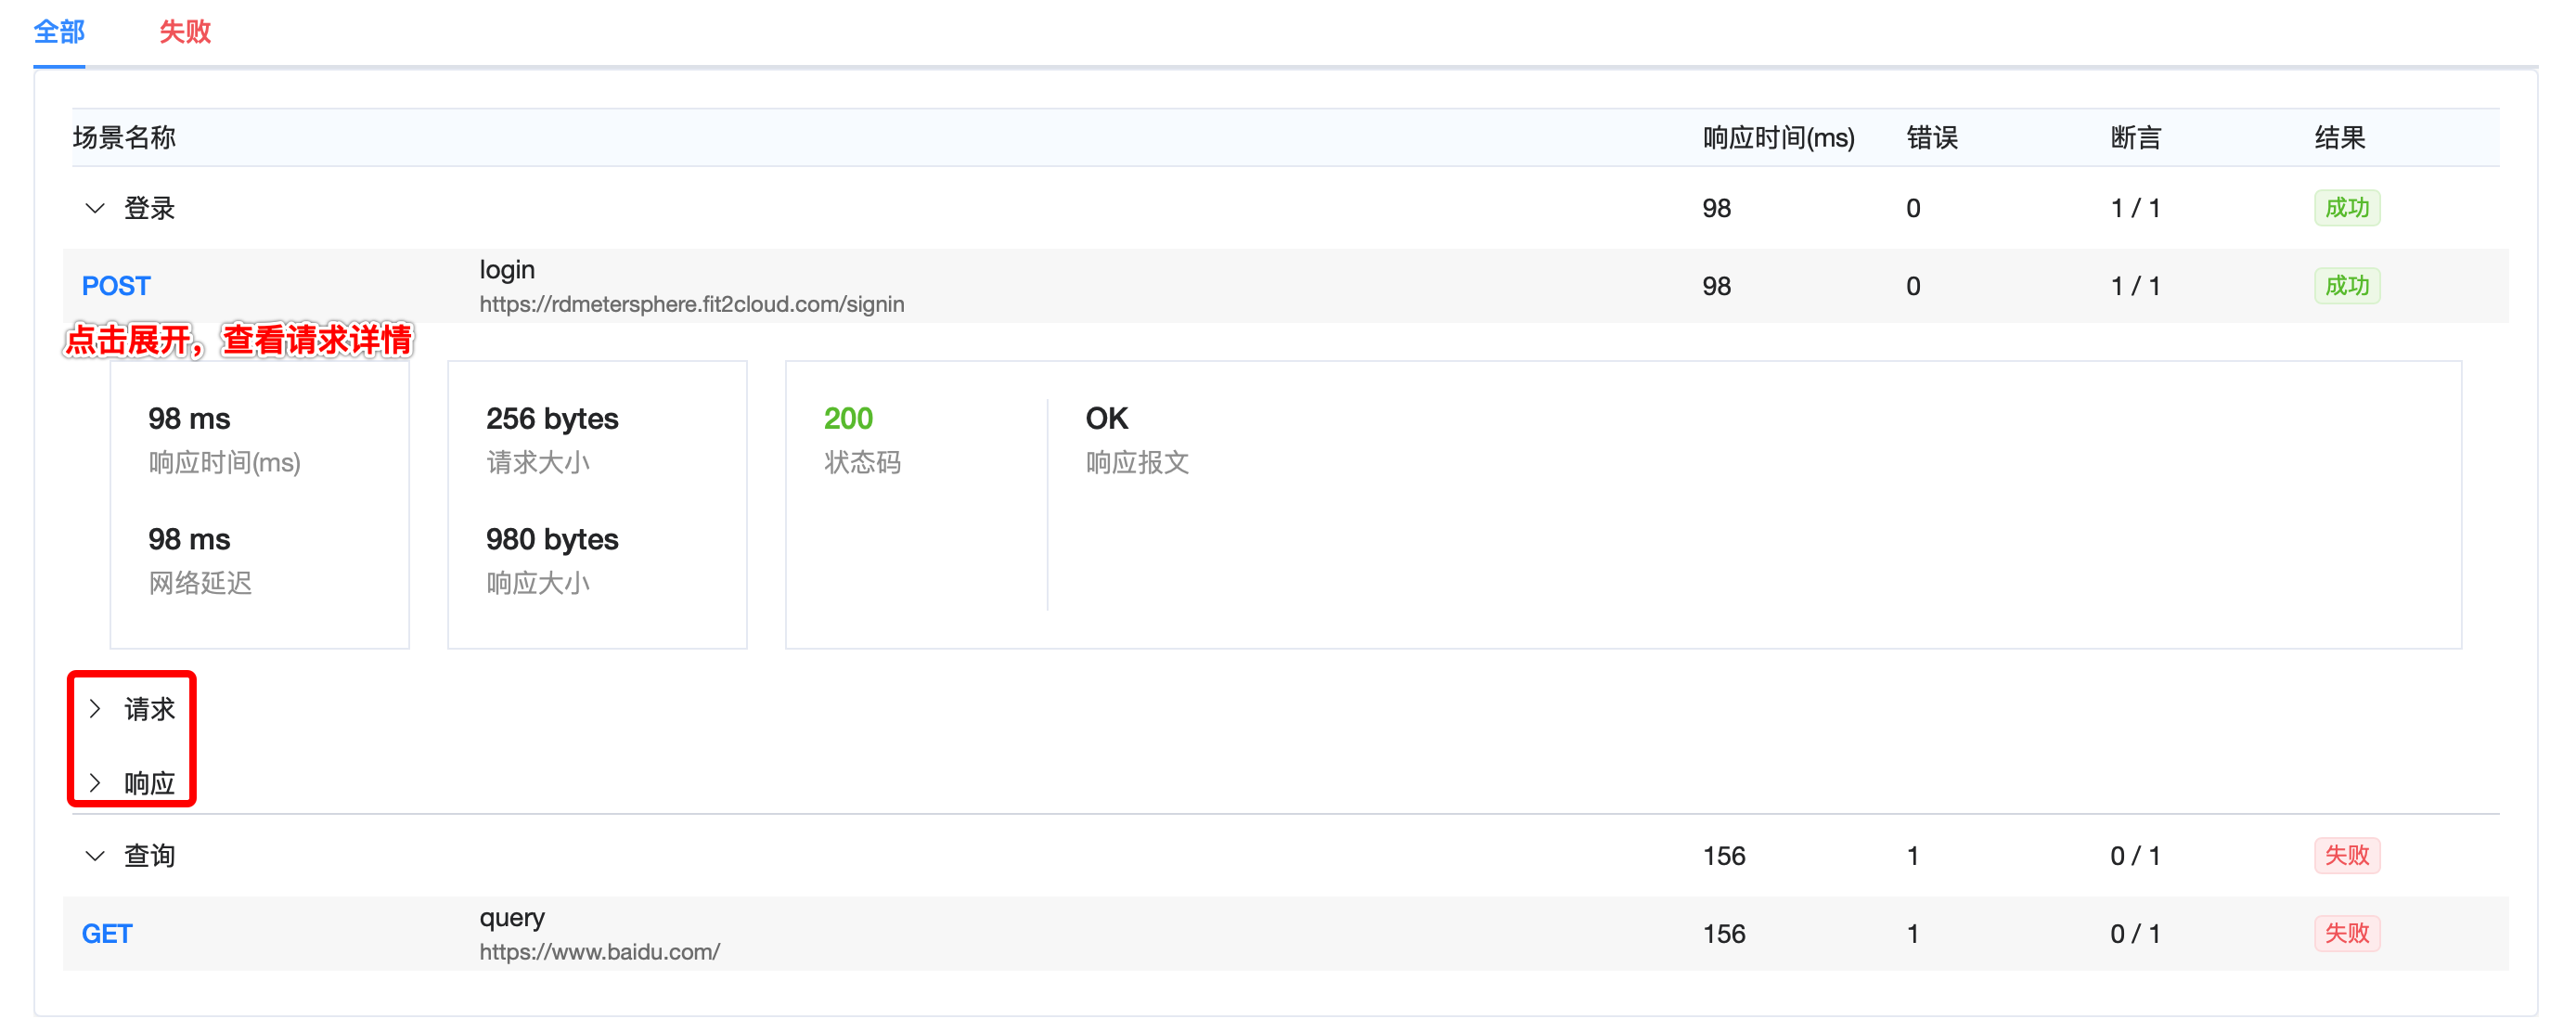 全部 失败
场景名称 响应时间(ms) 错误 断言 结果
登录 98 0 1 / 1 成功
POST login 98 0 1 / 1 成功
https://rdmetersphere.fit2cloud.com/signin
点击展开，查看请求详情
98 ms 256 bytes 200 OK
响应时间(ms) 请求大小 状态码 响应报文
98 ms 980 bytes
网络延迟 响应大小
请求
响应
查询 156 1 0 / 1 失败
GET query 156 1 0 / 1 失败
https://www.baidu.com/